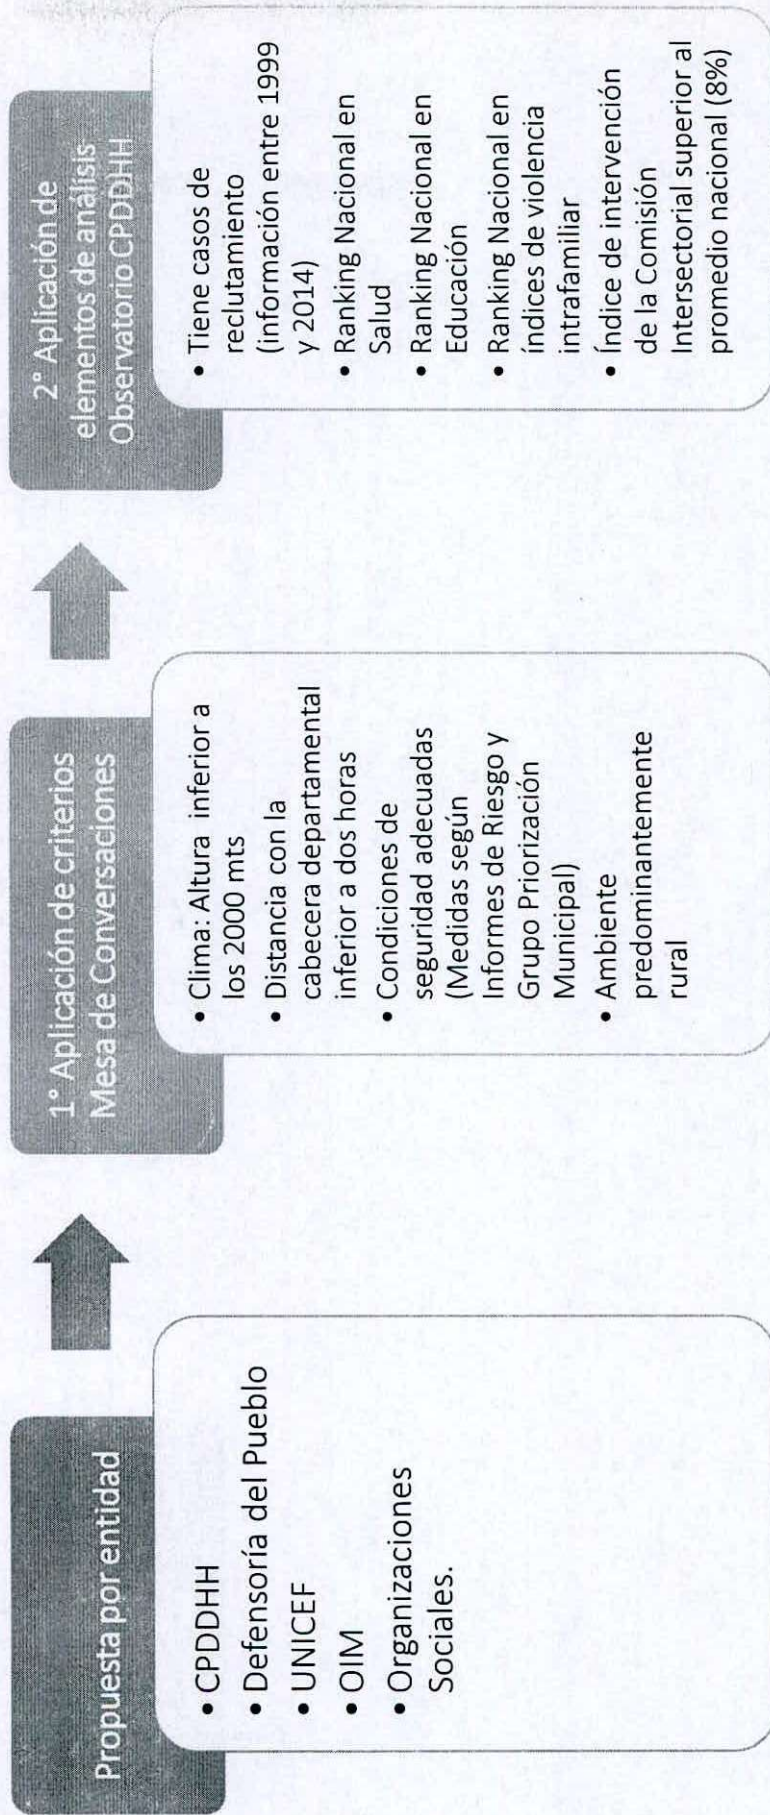 Propuesta por entidad
• CPDDHH
• Defensoría del Pueblo
• UNICEF
• OIM
• Organizaciones
Sociales.
1° Aplicación de criterios
Mesa de Conversaciones
• Clima: Altura inferior a
los 2000 mts
• Distancia con la
cabecera departamental
inferior a dos horas
• Condiciones de
seguridad adecuadas
(Medidas según
Informes de Riesgo y
Grupo Priorización
Municipal)
• Ambiente
predominantemente
rural
2° Aplicación de
elementos de análisis
Observatorio CPDDHH
• Tiene casos de
reclutamiento
(información entre 1999
y 2014)
• Ranking Nacional en
Salud
• Ranking Nacional en
Educación
• Ranking Nacional en
índices de violencia
intrafamiliar
• Índice de intervención
de la Comisión
Intersectorial superior al
promedio nacional (8%)